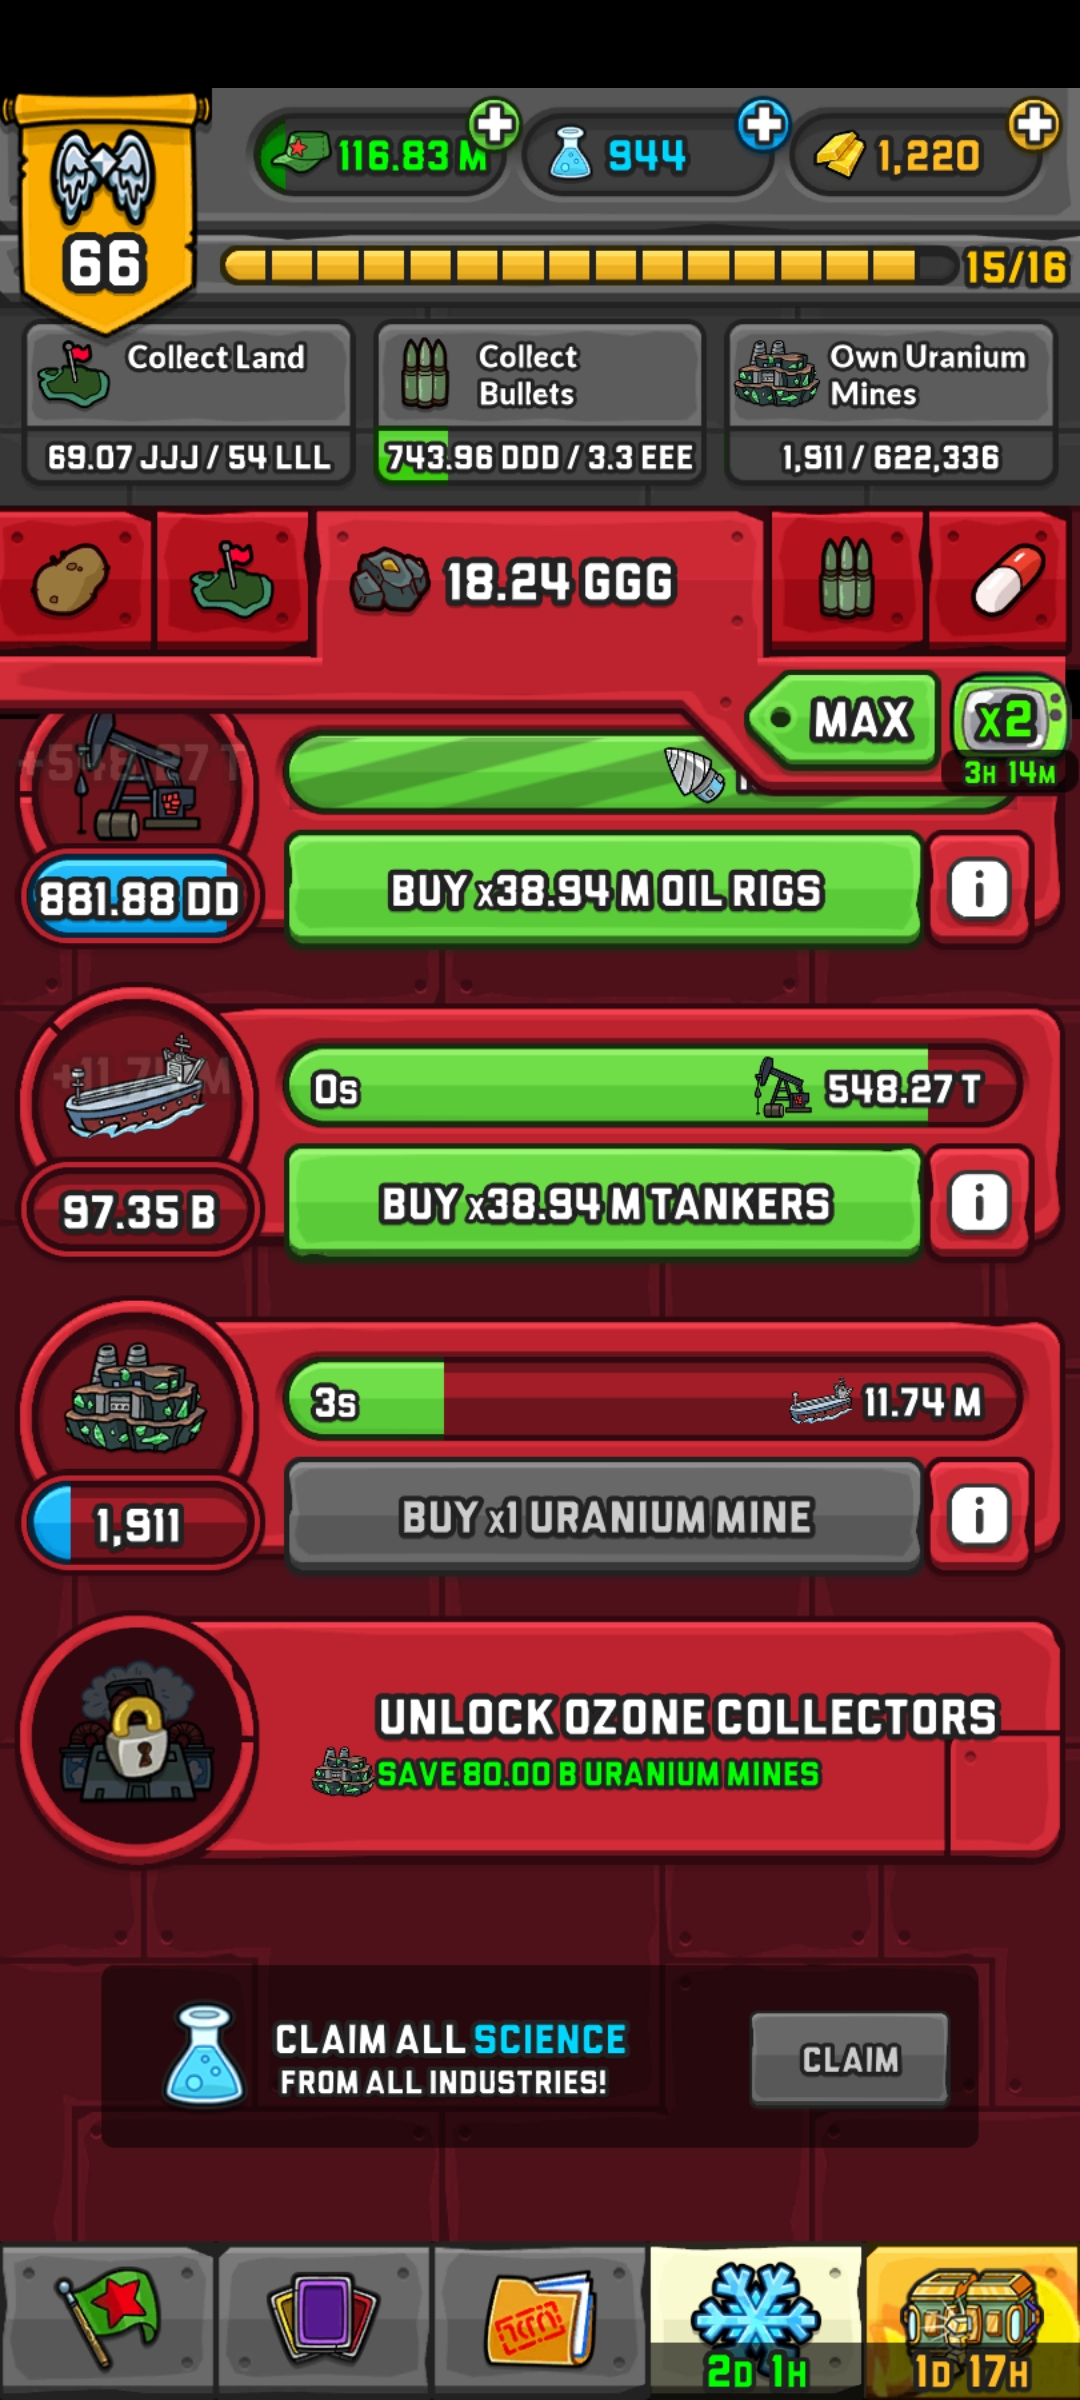 116.83 M
944
1,220
66
15/16
Collect Land
69.07 JJJ / 54 LLL
Collect
Bullets
743.96 DDD / 3.3 EEE
Own Uranium
Mines
1,911 / 622,336
18.24 GGG
MAX
x2
3H 14M
881.88 DD
BUY x38.94 M OIL RIGS
i
0s
548.27 T
97.35 B
BUY x38.94 M TANKERS
i
3s
11.74 M
1,911
BUY x1 URANIUM MINE
i
UNLOCK OZONE COLLECTORS
SAVE 80.00 B URANIUM MINES
CLAIM ALL SCIENCE
FROM ALL INDUSTRIES!
CLAIM
2D 1H
1D 17H